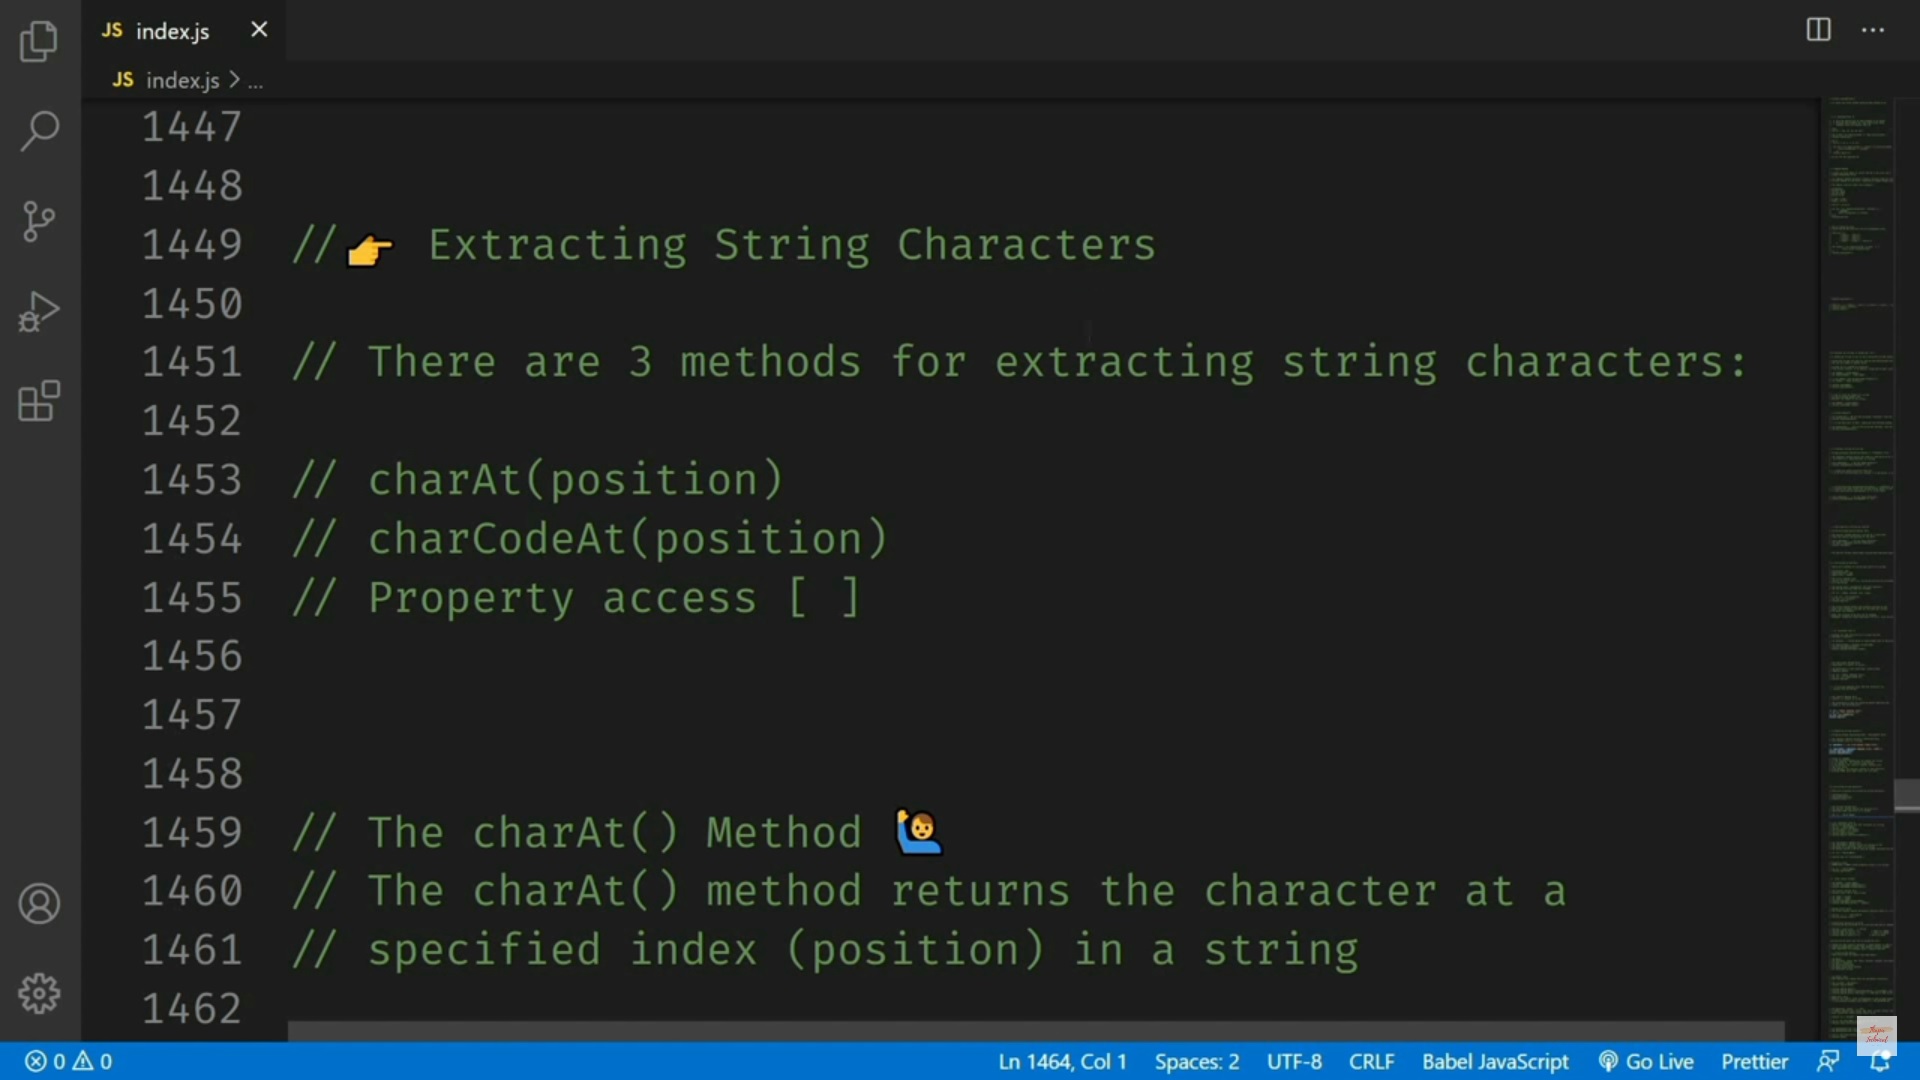 JS index.js
JS index.js > ...
1447
1448
1449 //👉 Extracting String Characters
1450
1451 // There are 3 methods for extracting string characters:
1452
1453 // charAt(position)
1454 // charCodeAt(position)
1455 // Property access [ ]
1456
1457
1458
1459 // The charAt() Method 🙋‍♂️
1460 // The charAt() method returns the character at a
1461 // specified index (position) in a string
1462
0 0 Ln 1464, Col 1 Spaces: 2 UTF-8 CRLF Babel JavaScript Go Live Prettier